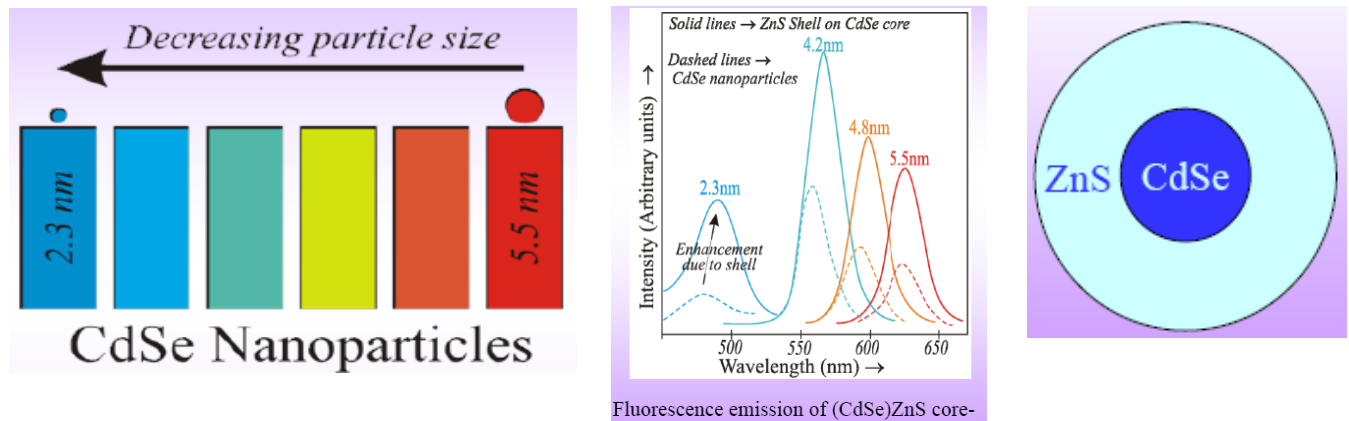 Decreasing particle size
2.3 nm
5.5 nm
CdSe Nanoparticles
Solid lines → ZnS Shell on CdSe core
4.2nm
Dashed lines →
CdSe nanoparticles
4.8nm
5.5nm
2.3nm
Enhancement
due to shell
Intensity (Arbitrary units) →
500 550 600 650
Wavelength (nm) →
Fluorescence emission of (CdSe)ZnS core-
ZnS CdSe